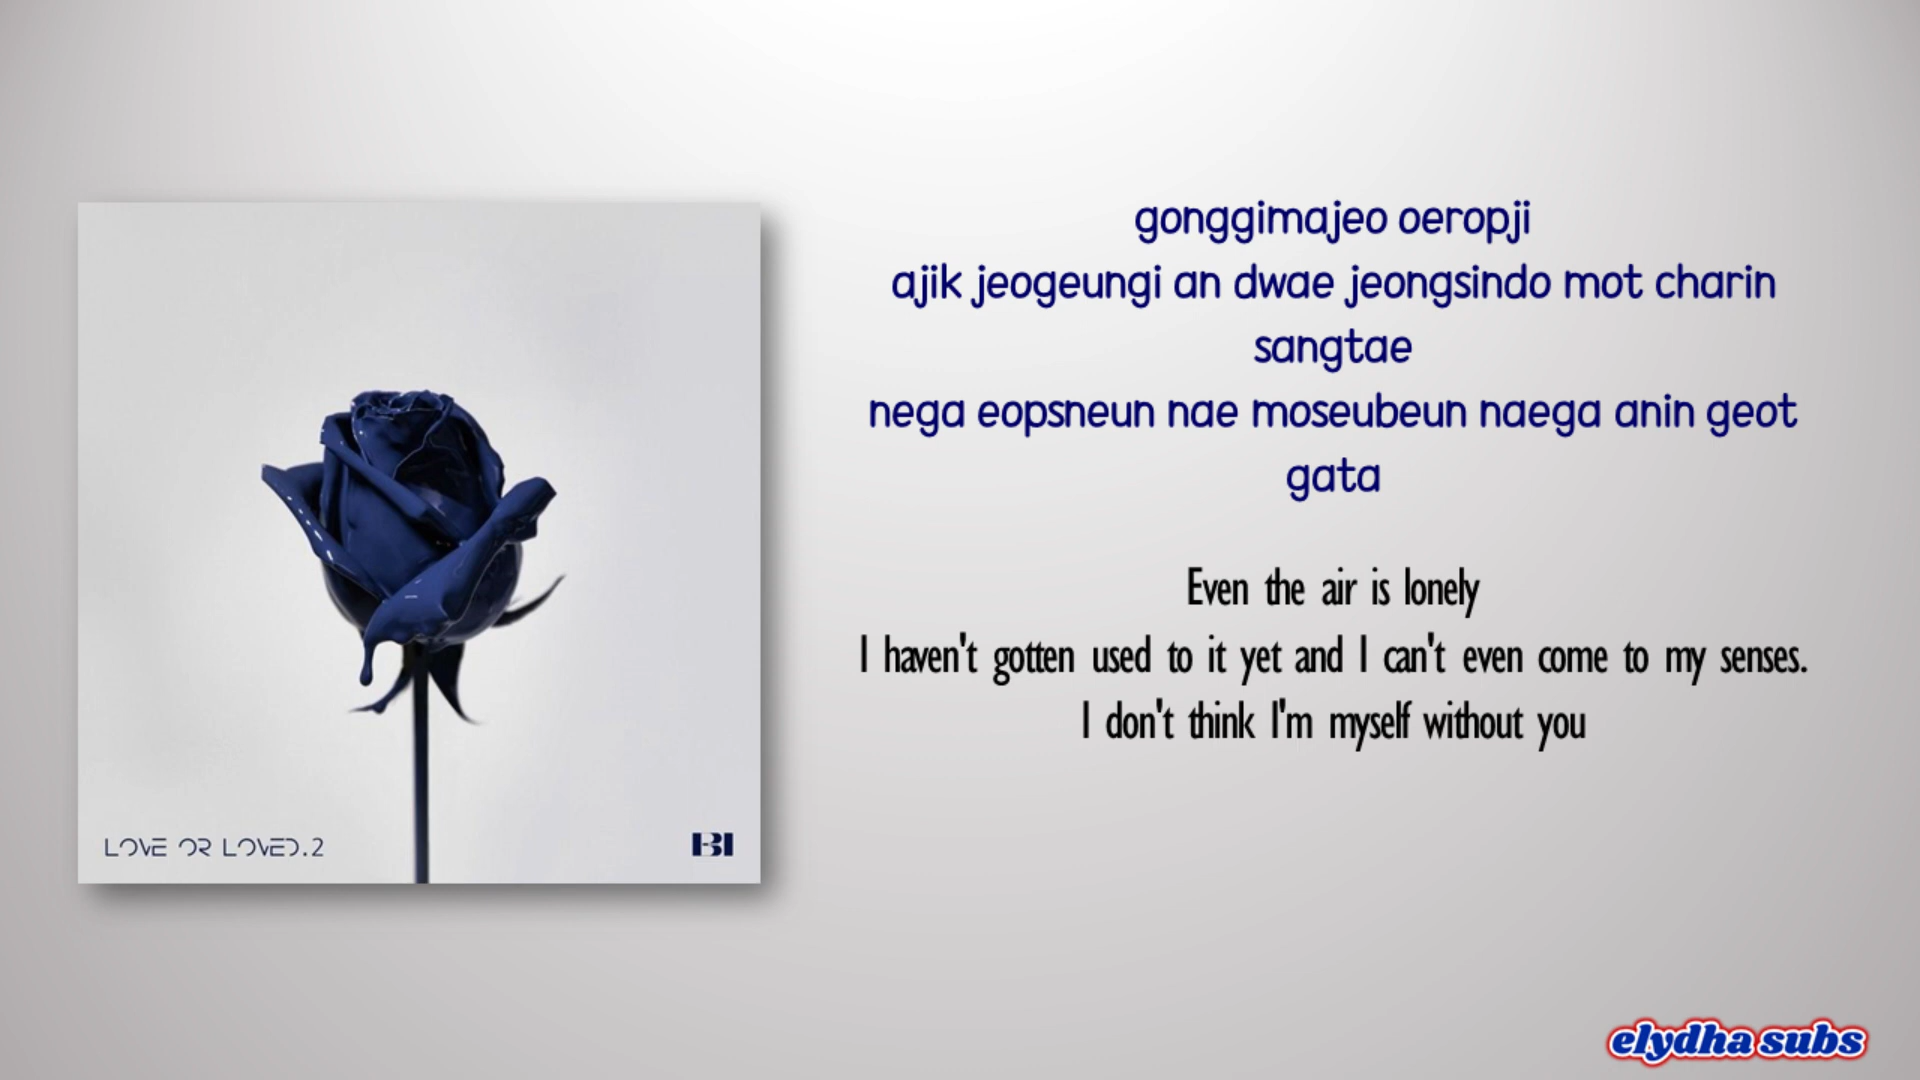 gonggimajeo oeropji
ajik jeogeungi an dwae jeongsindo mot charin
sangtae
nega eopsneun nae moseubeun naega anin geot
gata
Even the air is lonely
I haven't gotten used to it yet and I can't even come to my senses.
I don't think I'm myself without you
LOVE OR LOVED.2
BI
elydha subs